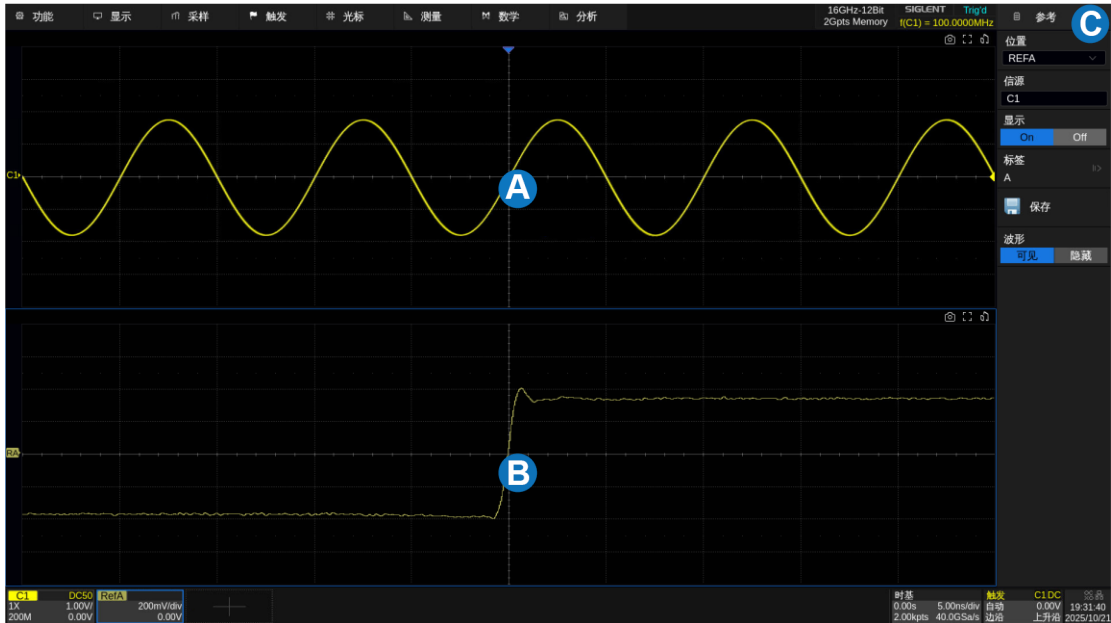 功能 显示 采样 触发 光标 测量 数学 分析
16GHz-12Bit SIGLENT Trig'd
2Gpts Memory f(C1) = 100.0000MHz
参考
C
位置
REFA
信源
C1
显示
On Off
标签
A
保存
波形
可见 隐藏
C1
A
RA
B
C1 DC50
1X 1.00V/
200M 0.00V
RefA
200mV/div
0.00V
时基
0.00s 5.00ns/div
2.00kpts 40.0GSa/s
触发 C1 DC
自动 0.00V
边沿 上升沿
19:31:40
2025/10/21